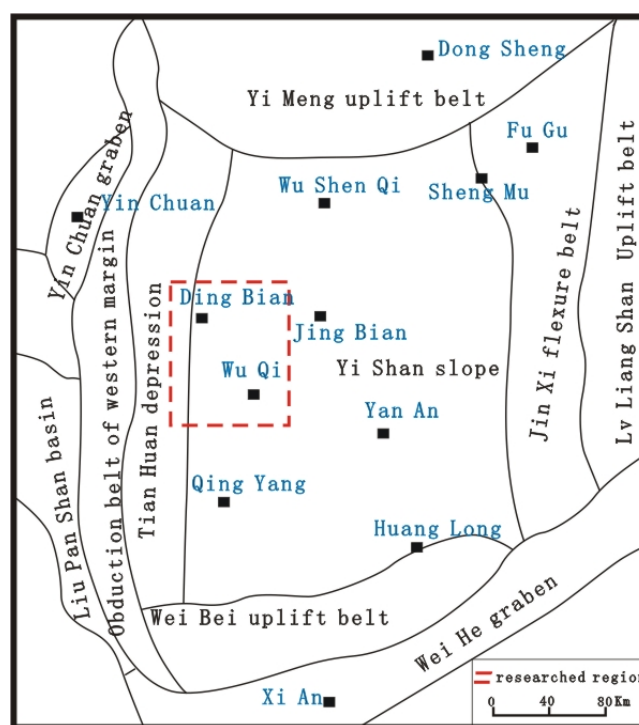 Dong Sheng
Yi Meng uplift belt
Fu Gu
Sheng Mu
Wu Shen Qi
Yin Chuan
Yin Chuan graben
Ding Bian
Jing Bian
Wu Qi
Yi Shan slope
Yan An
Qing Yang
Huang Long
Liu Pan Shan basin
Obduction belt of western margin
Tian Huan depression
Jin Xi flexure belt
Lv Liang Shan Uplift belt
Wei Bei uplift belt
Wei He graben
Xi An
researched region
0 40 80Km